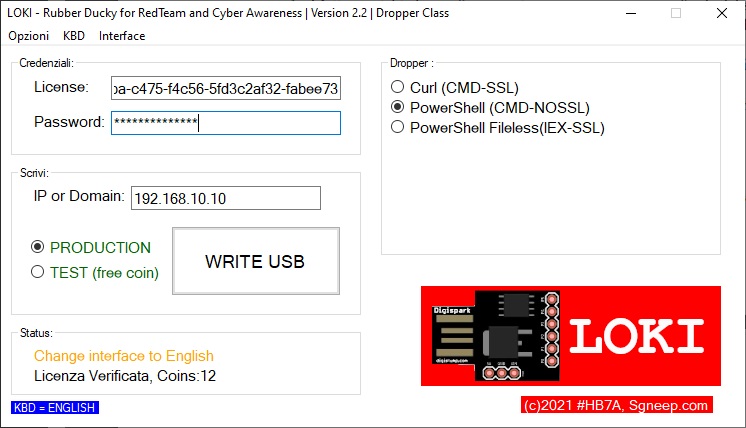 LOKI - Rubber Ducky for RedTeam and Cyber Awareness | Version 2.2 | Dropper Class
Opzioni KBD Interface
Credenziali:
License: pa-c475-f4c56-5fd3c2af32-fabee73
Password: **************
Scrivi:
IP or Domain: 192.168.10.10
PRODUCTION
TEST (free coin)
WRITE USB
Status:
Change interface to English
Licenza Verificata, Coins:12
KBD = ENGLISH
Dropper :
Curl (CMD-SSL)
PowerShell (CMD-NOSSL)
PowerShell Fileless(IEX-SSL)
Digispark
digistump.com
LOKI
(c)2021 #HB7A, Sgneep.com